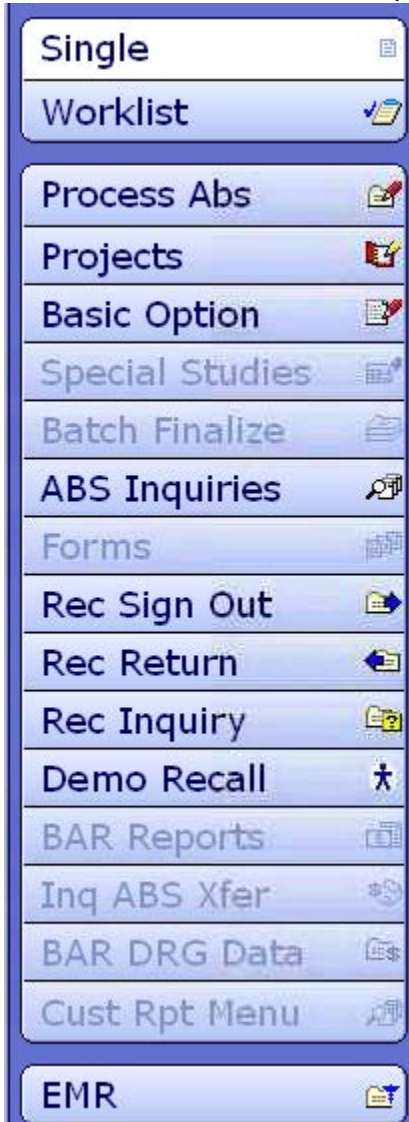 Single
Worklist
Process Abs
Projects
Basic Option
Special Studies
Batch Finalize
ABS Inquiries
Forms
Rec Sign Out
Rec Return
Rec Inquiry
Demo Recall
BAR Reports
Inq ABS Xfer
BAR DRG Data
Cust Rpt Menu
EMR